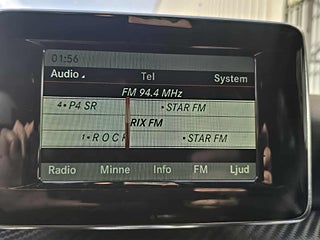 01:56
Audio Tel System
FM 94.4 MHz
4• P4 SR • STAR FM
•RIX FM
1• ROCK • STAR FM
Radio Minne Info FM Ljud